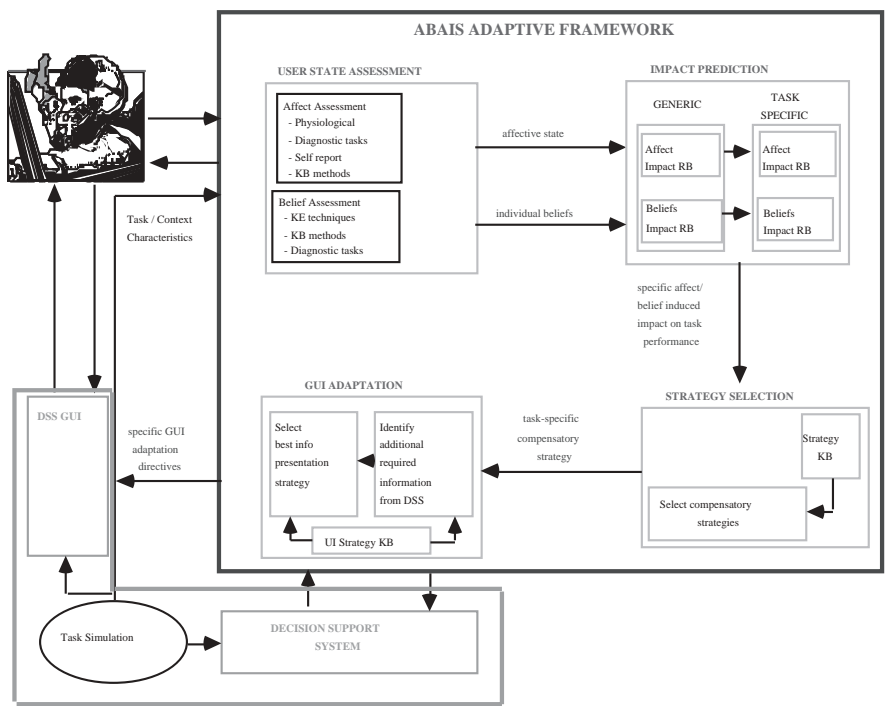 ABAIS ADAPTIVE FRAMEWORK
USER STATE ASSESSMENT
Affect Assessment
- Physiological
- Diagnostic tasks
- Self report
- KB methods
Belief Assessment
- KE techniques
- KB methods
- Diagnostic tasks
affective state
individual beliefs
IMPACT PREDICTION
GENERIC
TASK
SPECIFIC
Affect
Impact RB
Affect
Impact RB
Beliefs
Impact RB
Beliefs
Impact RB
Task / Context
Characteristics
specific affect/
belief induced
impact on task
performance
GUI ADAPTATION
Select
best info
presentation
strategy
Identify
additional
required
information
from DSS
UI Strategy KB
task-specific
compensatory
strategy
STRATEGY SELECTION
Strategy
KB
Select compensatory
strategies
DSS GUI
specific GUI
adaptation
directives
Task Simulation
DECISION SUPPORT
SYSTEM